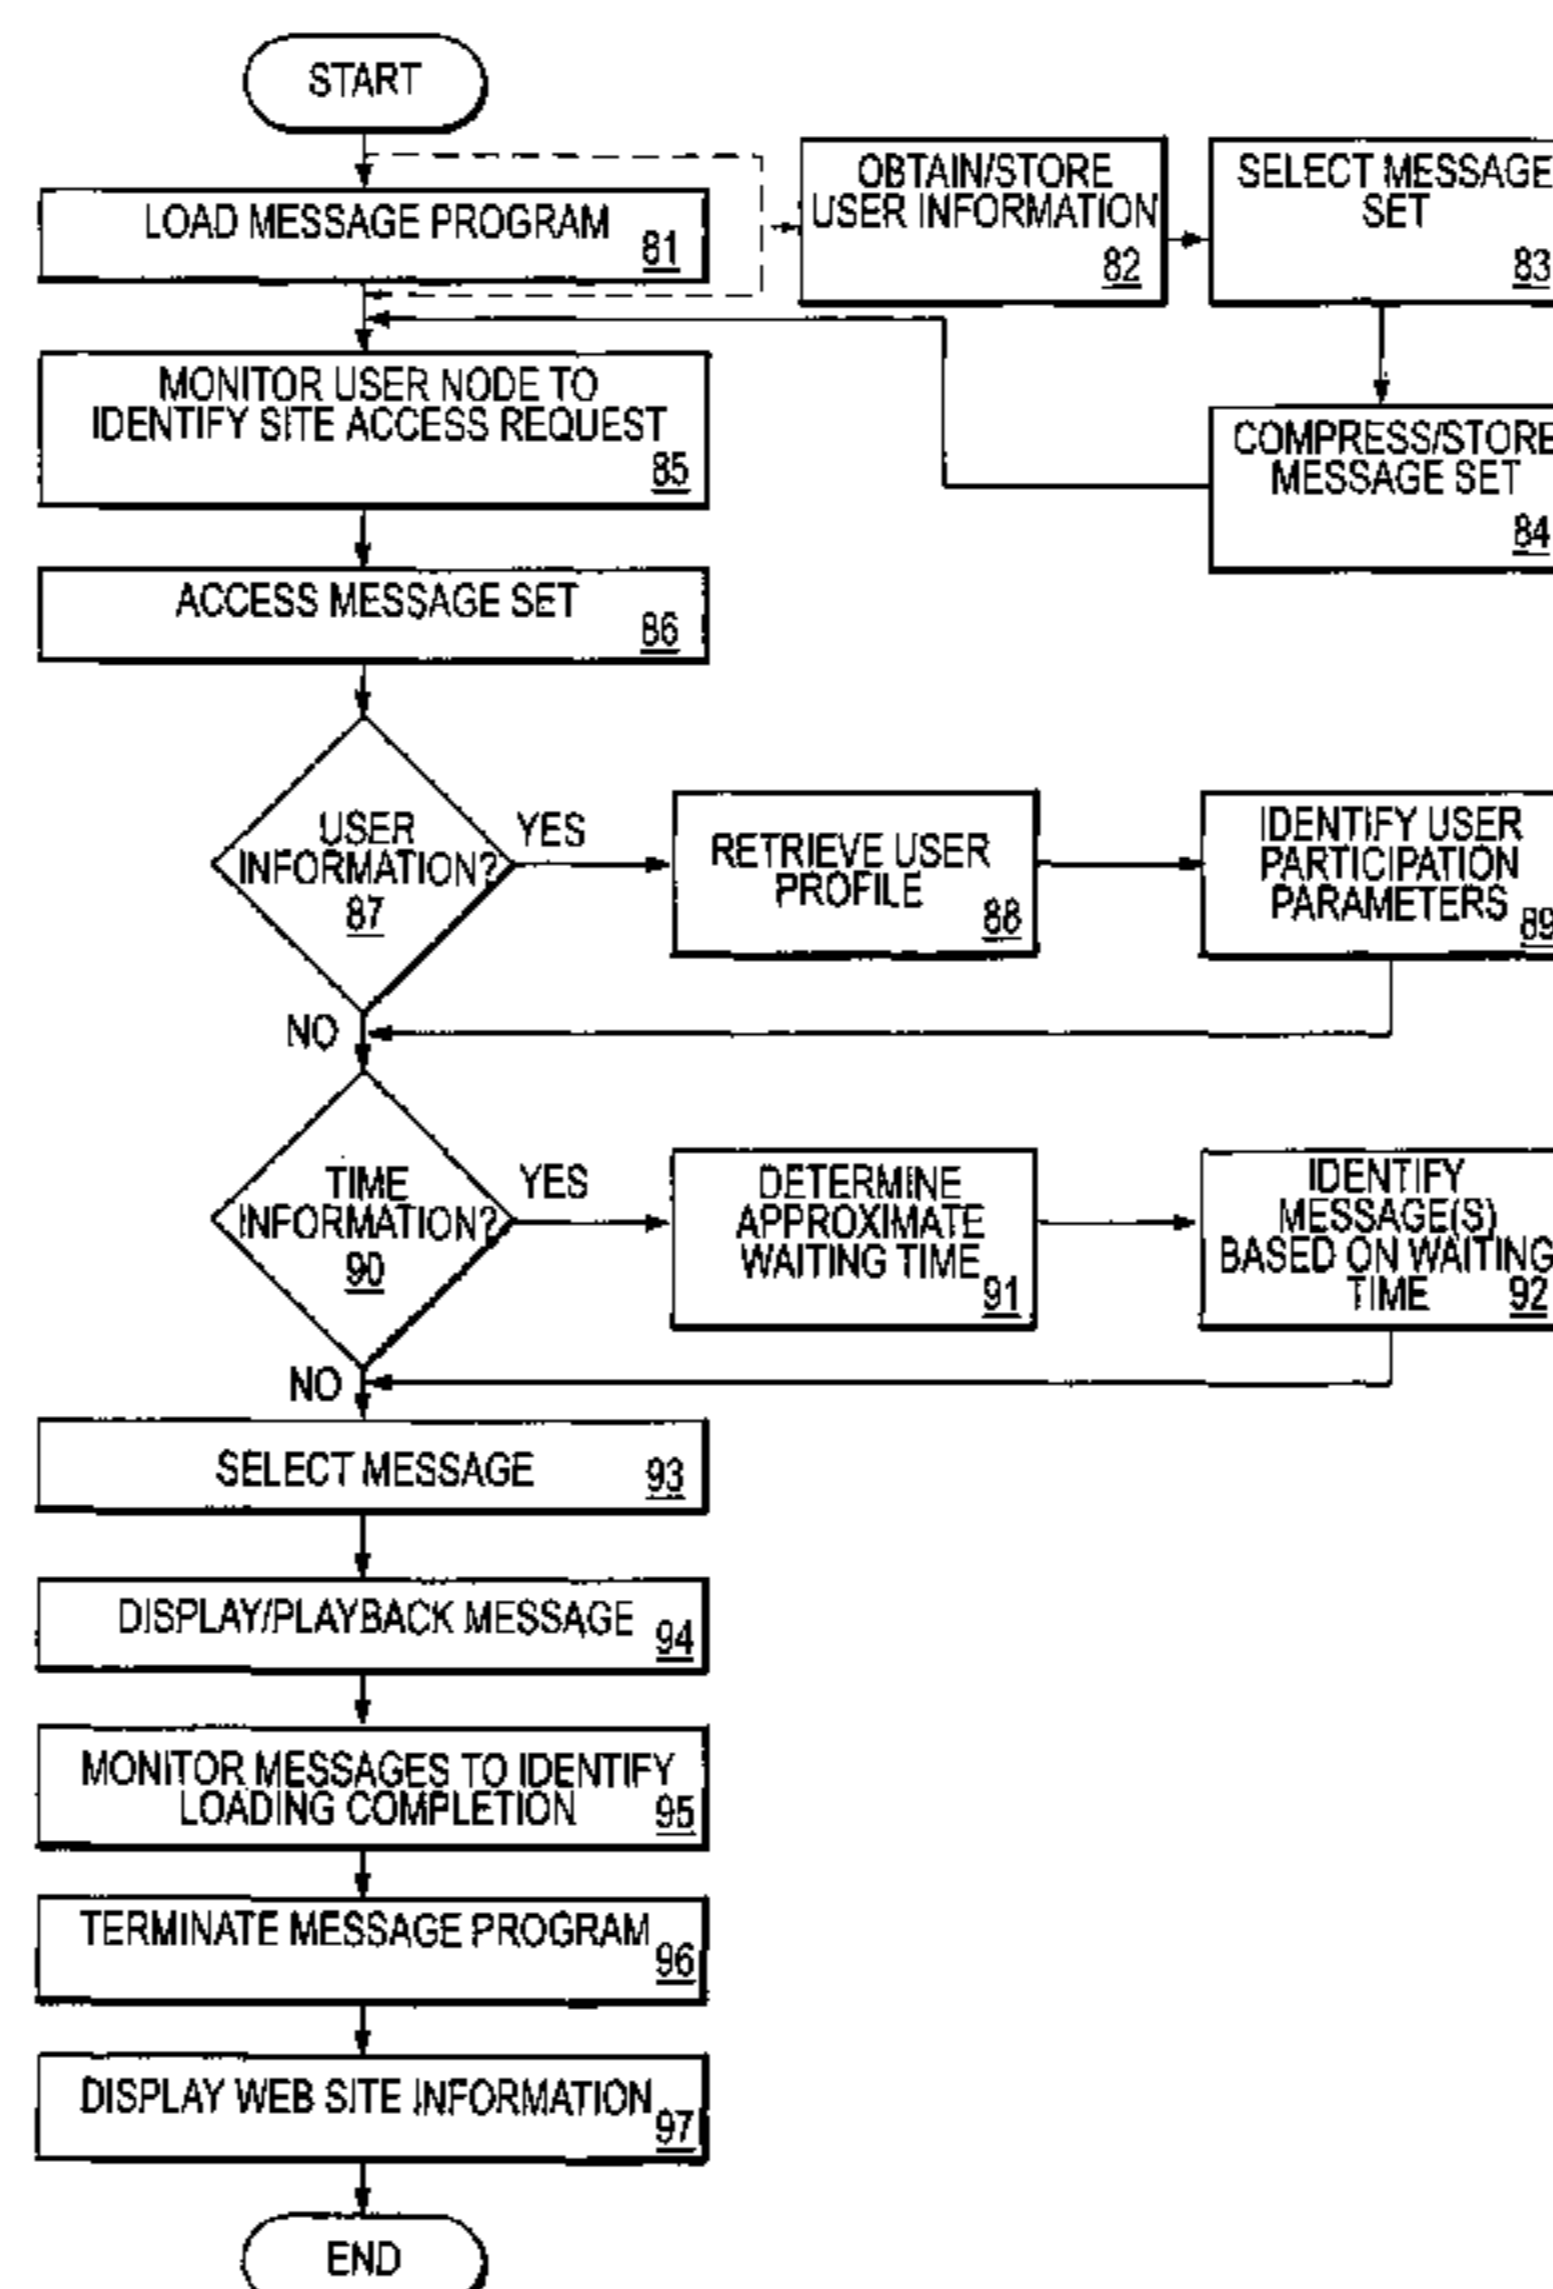 START
LOAD MESSAGE PROGRAM
81
OBTAIN/STORE
USER INFORMATION
82
SELECT MESSAGE
SET
83
MONITOR USER NODE TO
IDENTIFY SITE ACCESS REQUEST
85
COMPRESS/STORE
MESSAGE SET
84
ACCESS MESSAGE SET
86
USER
INFORMATION?
87
YES
RETRIEVE USER
PROFILE
88
IDENTIFY USER
PARTICIPATION
PARAMETERS
89
NO
TIME
INFORMATION?
90
YES
DETERMINE
APPROXIMATE
WAITING TIME
91
IDENTIFY
MESSAGE(S)
BASED ON WAITING
TIME
92
NO
SELECT MESSAGE
93
DISPLAY/PLAYBACK MESSAGE
94
MONITOR MESSAGES TO IDENTIFY
LOADING COMPLETION
95
TERMINATE MESSAGE PROGRAM
96
DISPLAY WEB SITE INFORMATION
97
END